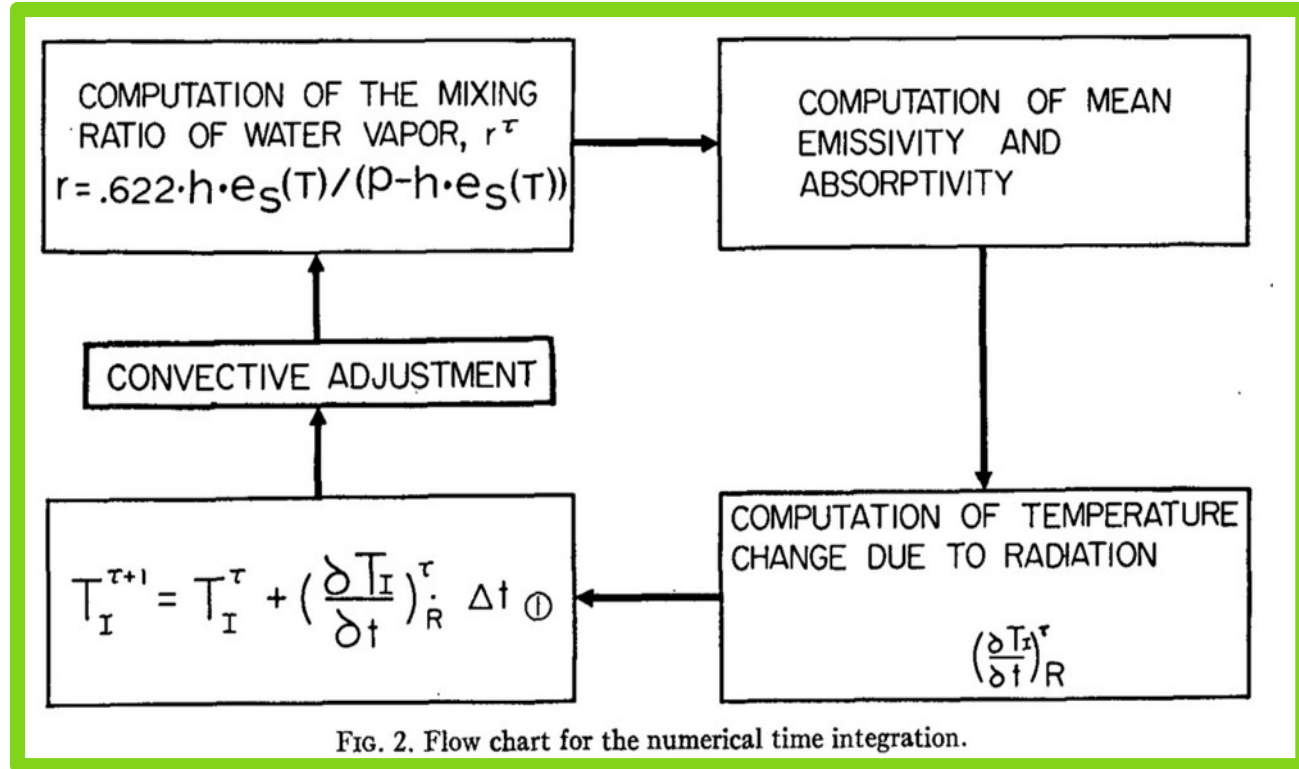 COMPUTATION OF THE MIXING
RATIO OF WATER VAPOR, r^τ
r=.622·h·e_S(T)/(P-h·e_S(T))
COMPUTATION OF MEAN
EMISSIVITY AND
ABSORPTIVITY
CONVECTIVE ADJUSTMENT
COMPUTATION OF TEMPERATURE
CHANGE DUE TO RADIATION
(∂T_I/∂t)^τ_R
T_I^{τ+1} = T_I^τ + (∂T_I/∂t)^τ_R Δt ①
FIG. 2. Flow chart for the numerical time integration.